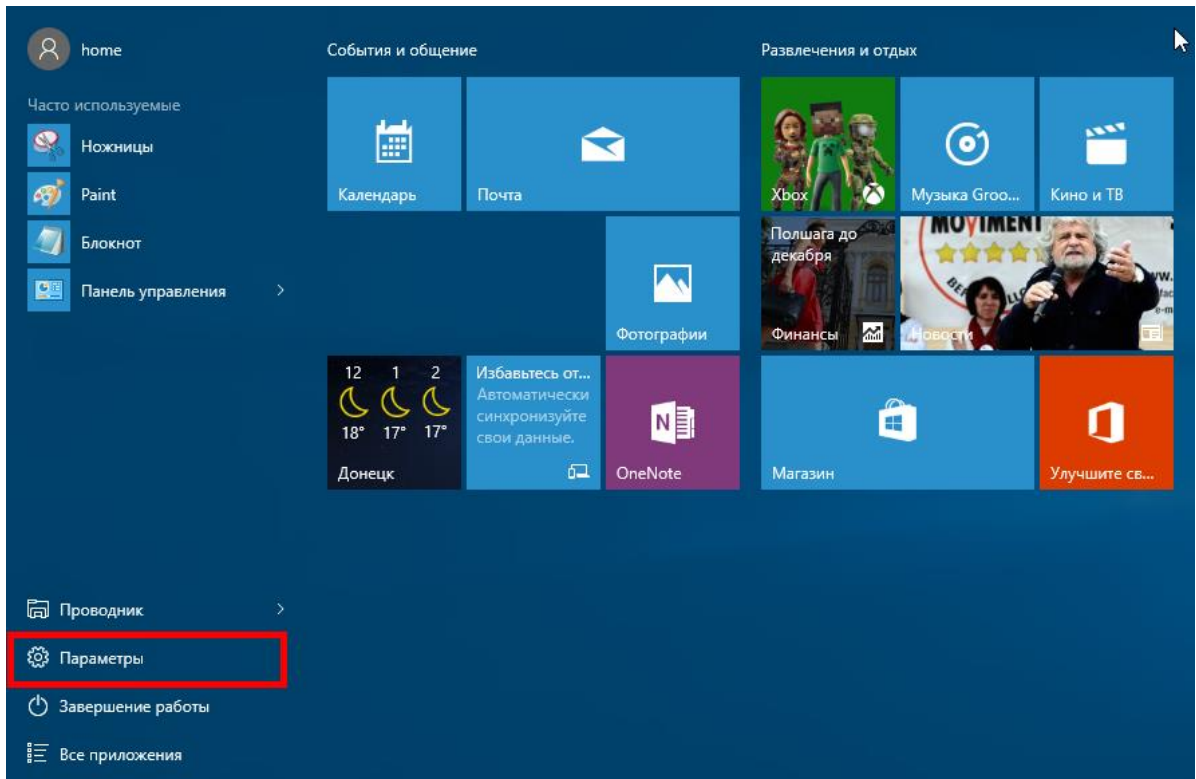 home
Часто используемые
Ножницы
Paint
Блокнот
Панель управления
Проводник
Параметры
Завершение работы
Все приложения
События и общение
Календарь
Почта
Фотографии
12 1 2
18° 17° 17°
Донецк
Избавьтесь от...
Автоматически
синхронизуйте
свои данные.
OneNote
Развлечения и отдых
Xbox
Музыка Groo...
Кино и ТВ
Полшага до
декабря
Финансы
MOVIMEN
Новости
Магазин
Улучшите св...